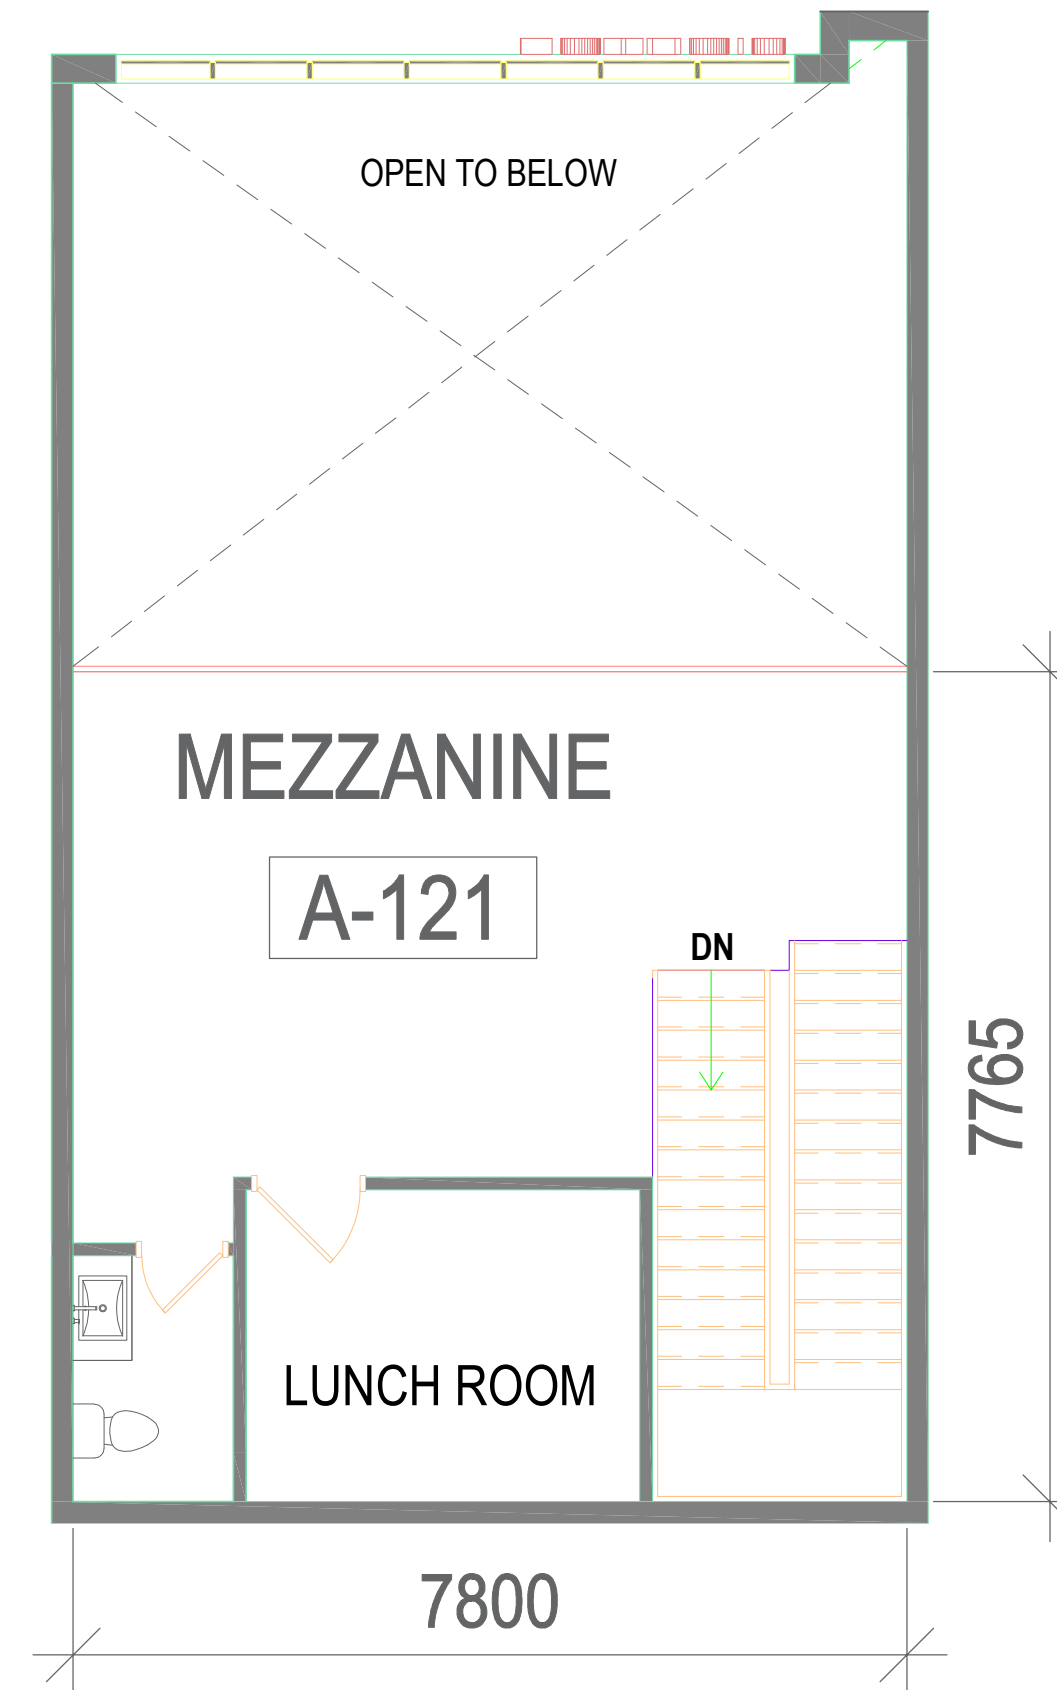 OPEN TO BELOW
MEZZANINE
A-121
DN
7765
LUNCH ROOM
7800